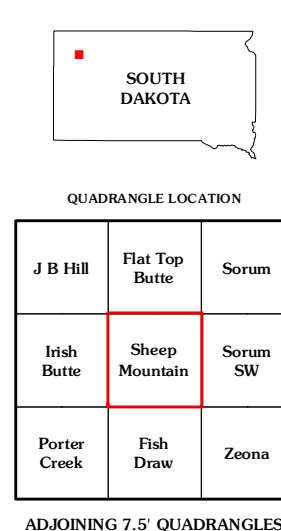 SOUTH
DAKOTA
QUADRANGLE LOCATION
J B Hill
Flat Top
Butte
Sorum
Irish
Butte
Sheep
Mountain
Sorum
SW
Porter
Creek
Fish
Draw
Zeona
ADJOINING 7.5' QUADRANGLES